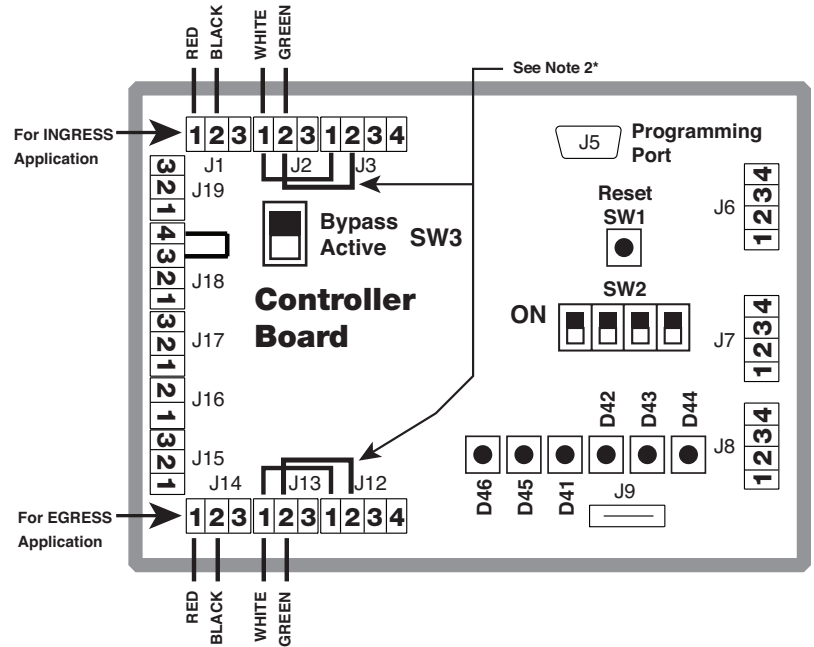 RED
BLACK
WHITE
GREEN
See Note 2*
For INGRESS
Application
1 2 3 1 2 3 1 2 3 4
J1 J2 J3
J5
Programming
Port
3 2 1
J19
4 3 2 1
J18
3 2 1
J17
2 1
J16
3 2 1
J15
Bypass
Active
SW3
Controller
Board
Reset
SW1
SW2
ON
J6
4 3 2 1
J7
4 3 2 1
J8
4 3 2 1
D42
D43
D44
D46
D45
D41
J9
J14 J13 J12
For EGRESS
Application
1 2 3 1 2 3 1 2 3 4
RED
BLACK
WHITE
GREEN